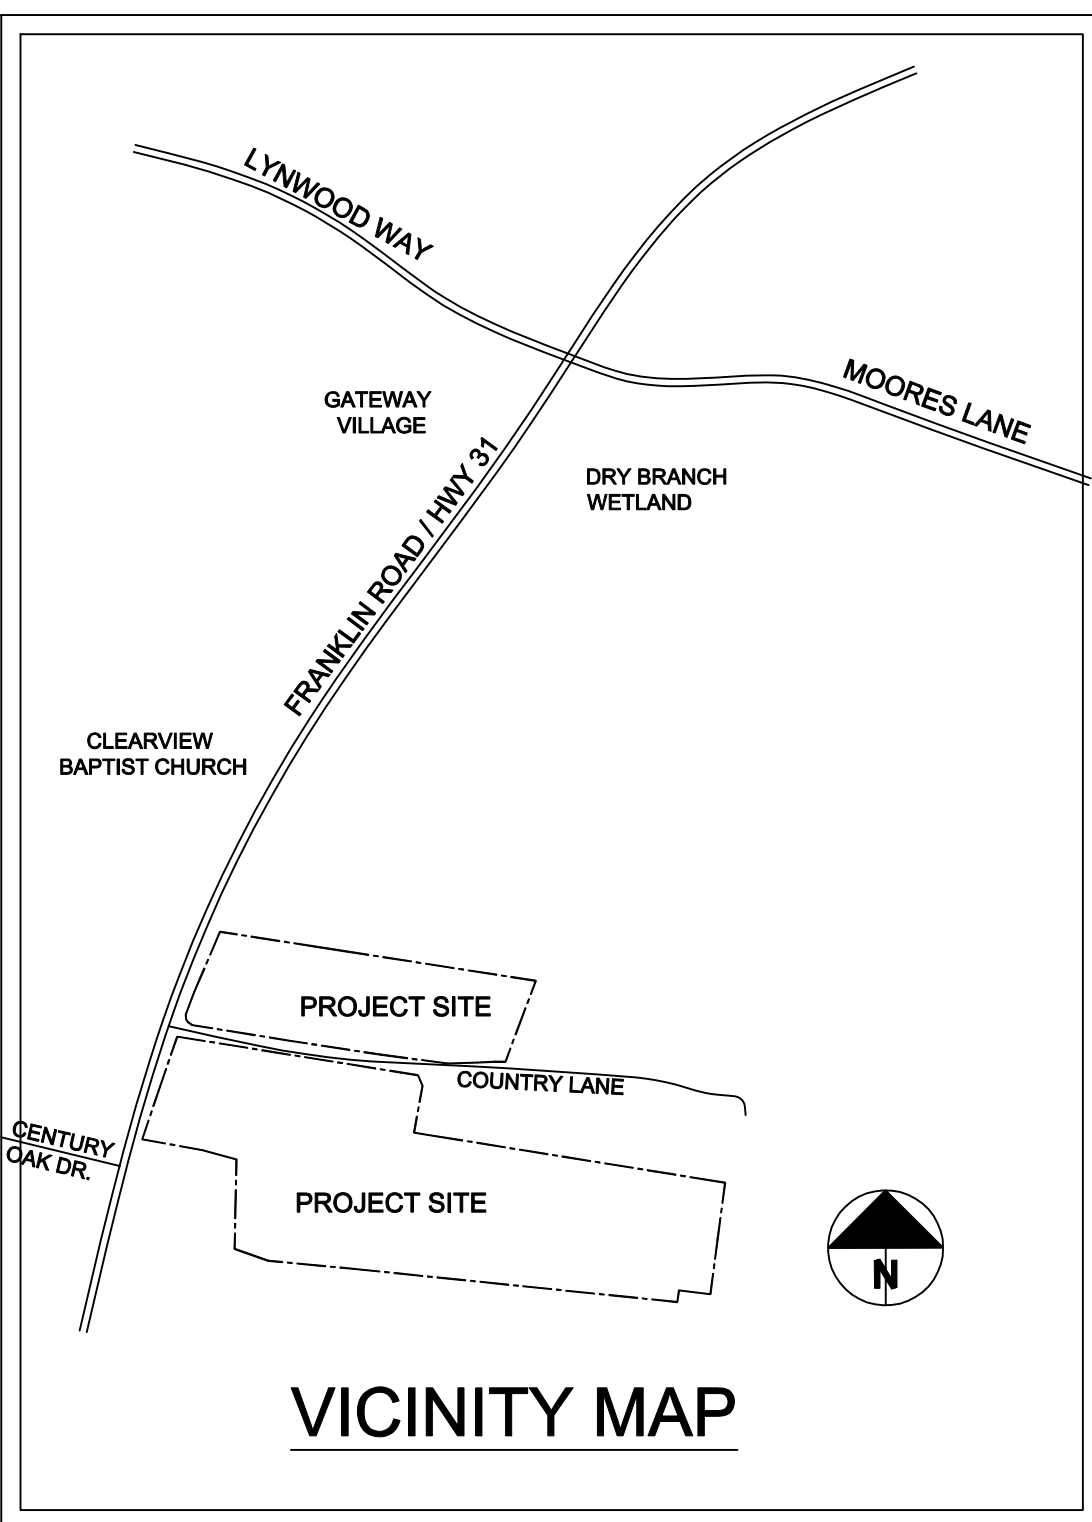 LYNWOOD WAY
MOORES LANE
GATEWAY
VILLAGE
FRANKLIN ROAD / HWY 31
DRY BRANCH
WETLAND
CLEARVIEW
BAPTIST CHURCH
PROJECT SITE
COUNTRY LANE
CENTURY
OAK DR.
PROJECT SITE
N
VICINITY MAP